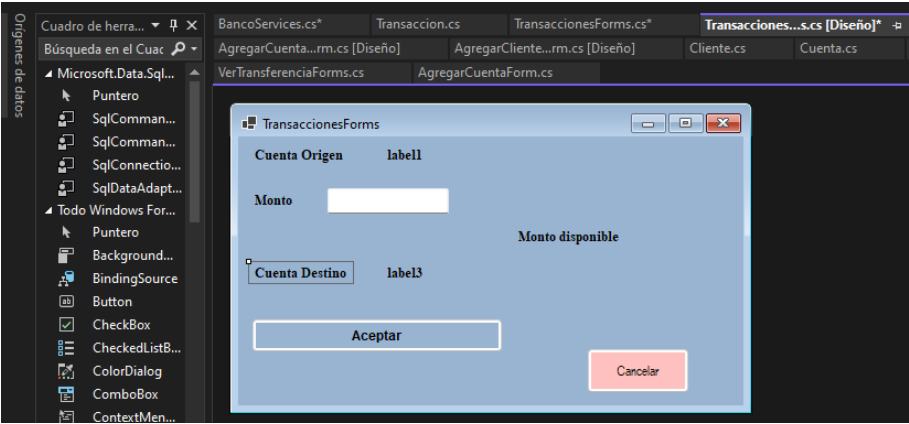 Orígenes de datos
Cuadro de herra...
Búsqueda en el Cuac
Microsoft.Data.Sql...
Puntero
SqlComman...
SqlComman...
SqlConnectio...
SqlDataAdapt...
Todo Windows For...
Puntero
Background...
BindingSource
Button
CheckBox
CheckedListB...
ColorDialog
ComboBox
ContextMen...
BancoServices.cs*
Transaccion.cs
TransaccionesForms.cs*
Transacciones...s.cs [Diseño]*
AgregarCuenta...rm.cs [Diseño]
AgregarCliente...rm.cs [Diseño]
Cliente.cs
Cuenta.cs
VerTransferenciaForms.cs
AgregarCuentaForm.cs
TransaccionesForms
Cuenta Origen label1
Monto
Monto disponible
Cuenta Destino label3
Aceptar
Cancelar